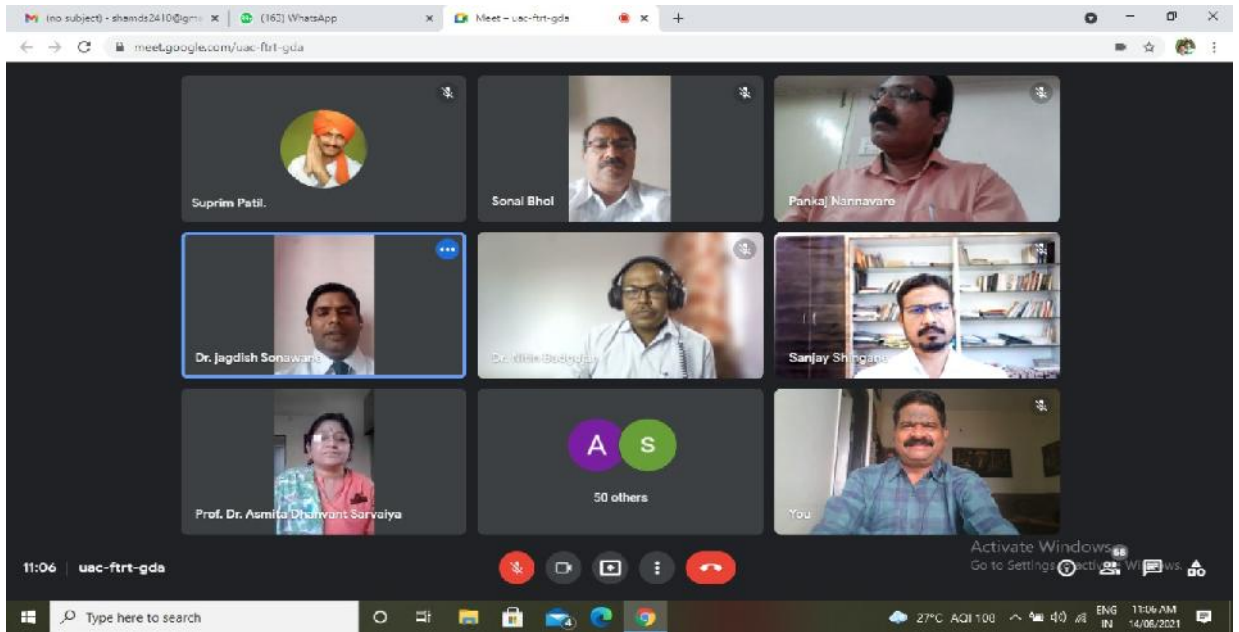 (no subject) - shamds2410@gm
(162) WhatsApp
Meet – uac-ftrt-gda
meet.google.com/uac-ftrt-gda
Suprim Patil.
Sonal Bhol
Pankaj Nannavare
Dr. jagdish Sonawane
Dr. Nitin
Sanjay Shingane
Prof. Dr. Asmita Dhanvant Sarvaiya
A S
50 others
You
Activate Windows
Go to Settings to activate Windows.
11:06 | uac-ftrt-gda
Type here to search
27°C AQI 108
ENG
IN
11:06 AM
14/08/2021